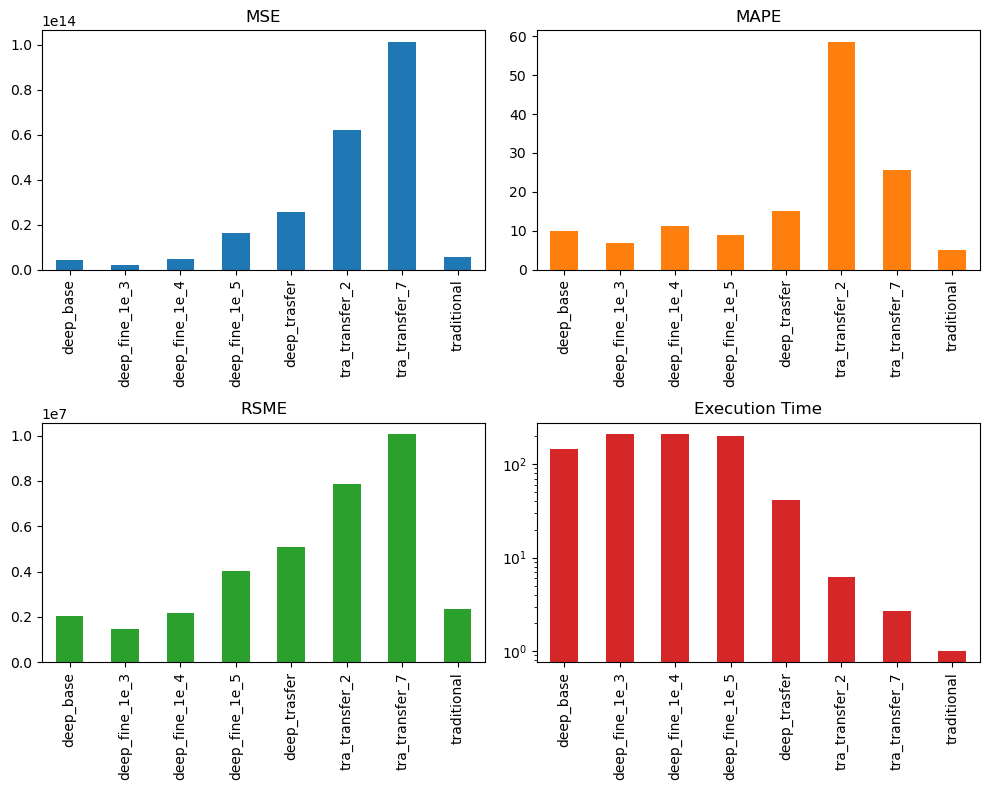 MSE
1e14
1.0
0.8
0.6
0.4
0.2
0.0
deep_base
deep_fine_1e_3
deep_fine_1e_4
deep_fine_1e_5
deep_trasfer
tra_transfer_2
tra_transfer_7
traditional
MAPE
60
50
40
30
20
10
0
deep_base
deep_fine_1e_3
deep_fine_1e_4
deep_fine_1e_5
deep_trasfer
tra_transfer_2
tra_transfer_7
traditional
RSME
1e7
1.0
0.8
0.6
0.4
0.2
0.0
deep_base
deep_fine_1e_3
deep_fine_1e_4
deep_fine_1e_5
deep_trasfer
tra_transfer_2
tra_transfer_7
traditional
Execution Time
10²
10¹
10⁰
deep_base
deep_fine_1e_3
deep_fine_1e_4
deep_fine_1e_5
deep_trasfer
tra_transfer_2
tra_transfer_7
traditional